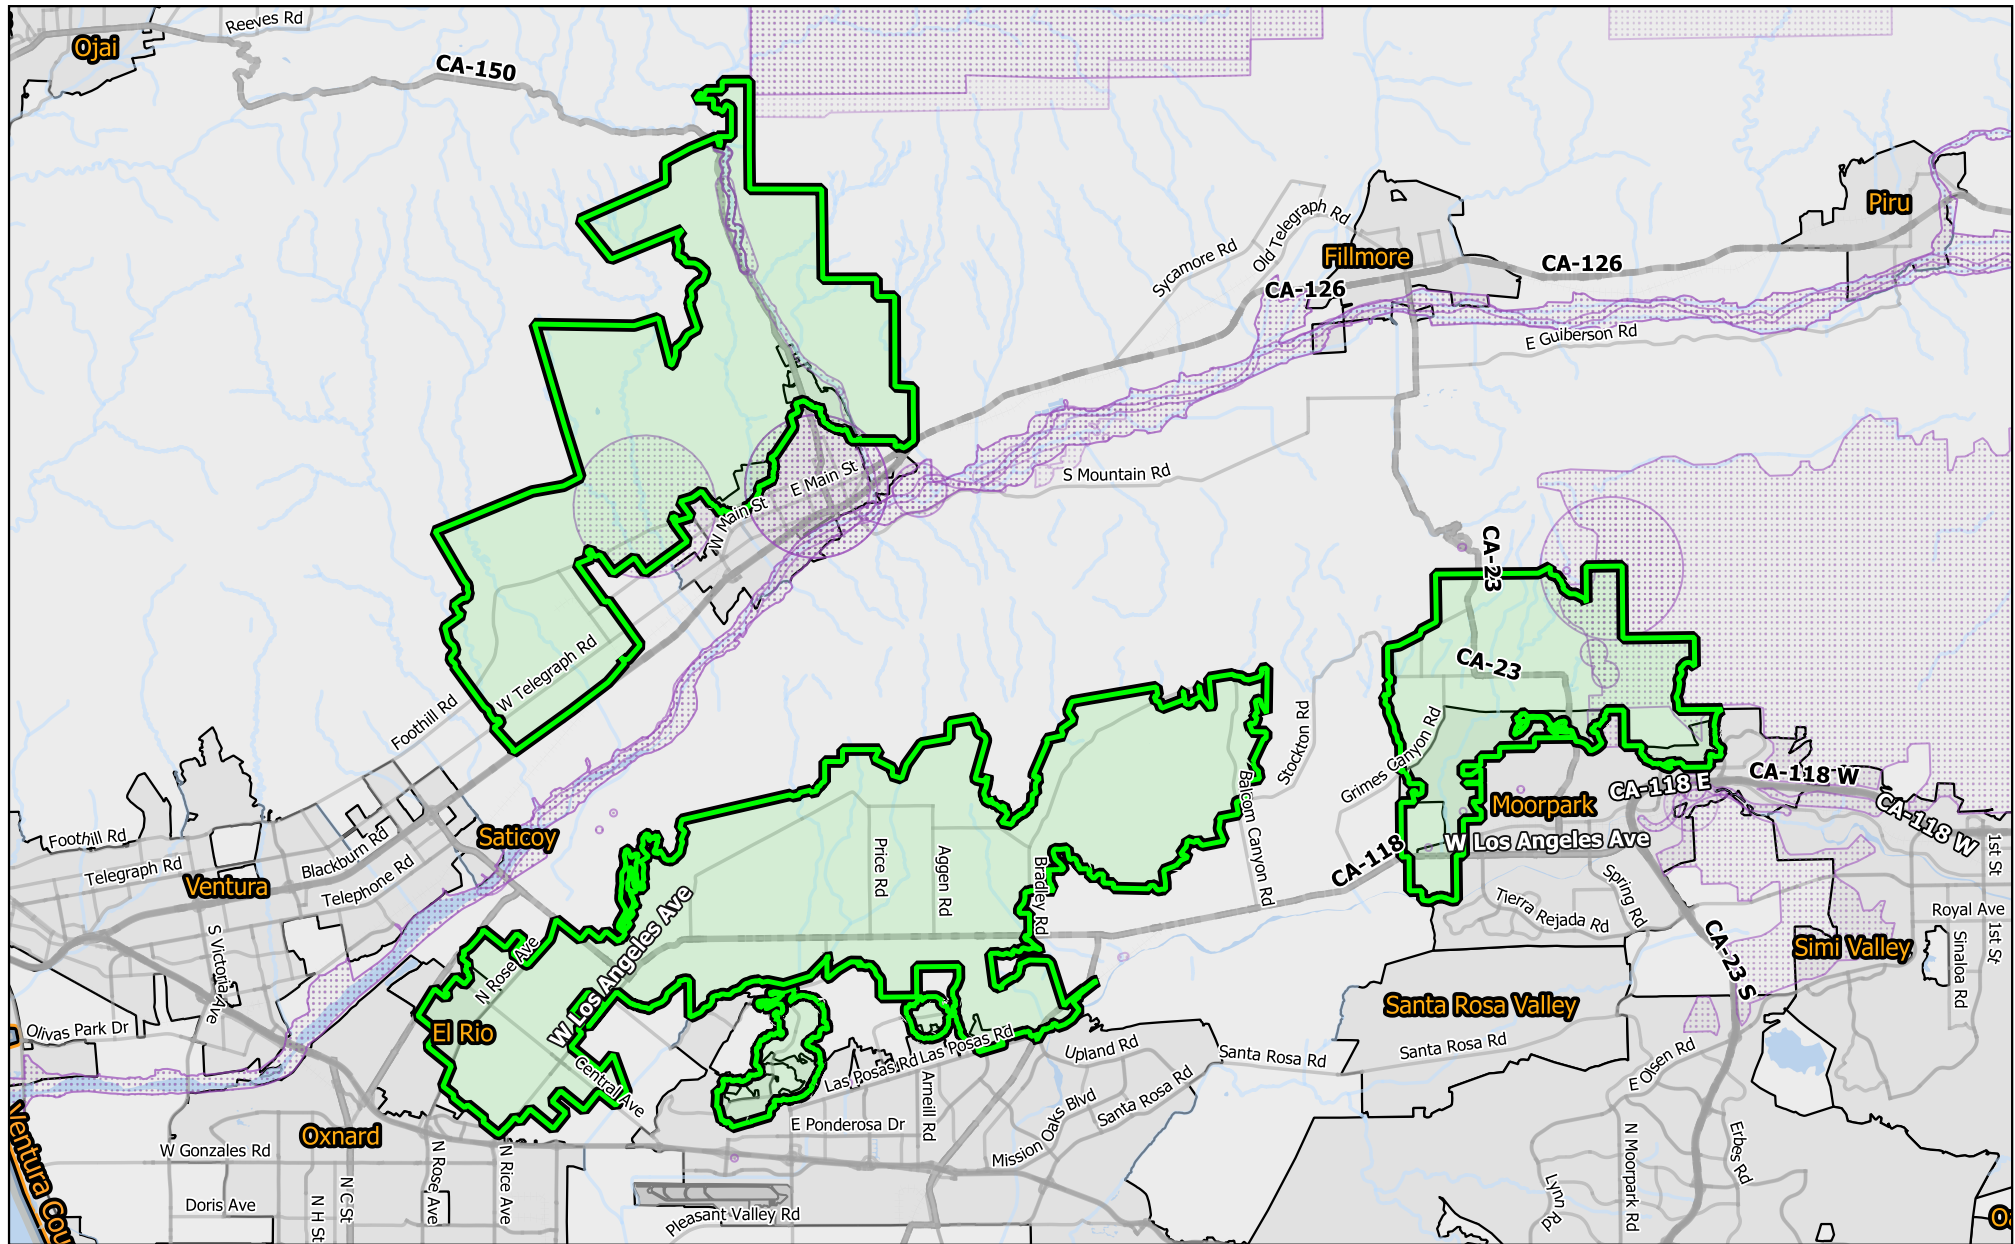 Reeves Rd
Ojai
CA-150
Piru
Old Telegraph Rd
Sycamore Rd
Fillmore
CA-126
CA-126
E Guiberson Rd
S Mountain Rd
E Main St
W Main St
CA-23
W Telegraph Rd
Foothill Rd
CA-23
Stockton Rd
Grimes Canyon Rd
Balcom Canyon Rd
CA-118 W
CA-118 E
CA-118 W
Moorpark
W Los Angeles Ave
CA-118
Foothill Rd
Saticoy
Blackburn Rd
Telegraph Rd
Ventura
Telephone Rd
Price Rd
Aggen Rd
Bradley Rd
1st St
Spring Rd
Tierra Rejada Rd
Royal Ave
1st St
W Los Angeles Ave
N Rose Ave
S Victoria Ave
CA-23 S
Simi Valley
Sinaloa Rd
Santa Rosa Valley
Olivas Park Dr
El Rio
Las Posas Rd
Las Posas Rd
Upland Rd
Santa Rosa Rd
Santa Rosa Rd
E Olsen Rd
Central Ave
Arneill Rd
Santa Rosa Rd
Mission Oaks Blvd
E Ponderosa Dr
Oxnard
W Gonzales Rd
N Rose Ave
N Rice Ave
N Moorpark Rd
Erbes Rd
Lynn Rd
Doris Ave
N H St
N C St
Pleasant Valley Rd
Ventura Cou